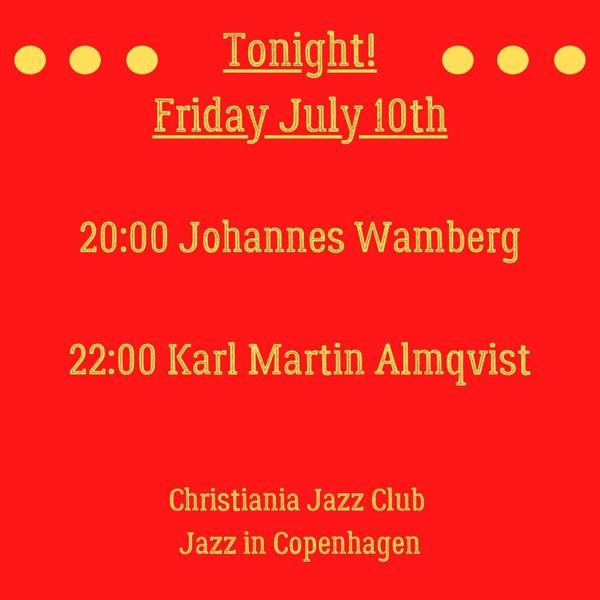 Tonight!
Friday July 10th
20:00 Johannes Wamberg
22:00 Karl Martin Almqvist
Christiania Jazz Club
Jazz in Copenhagen